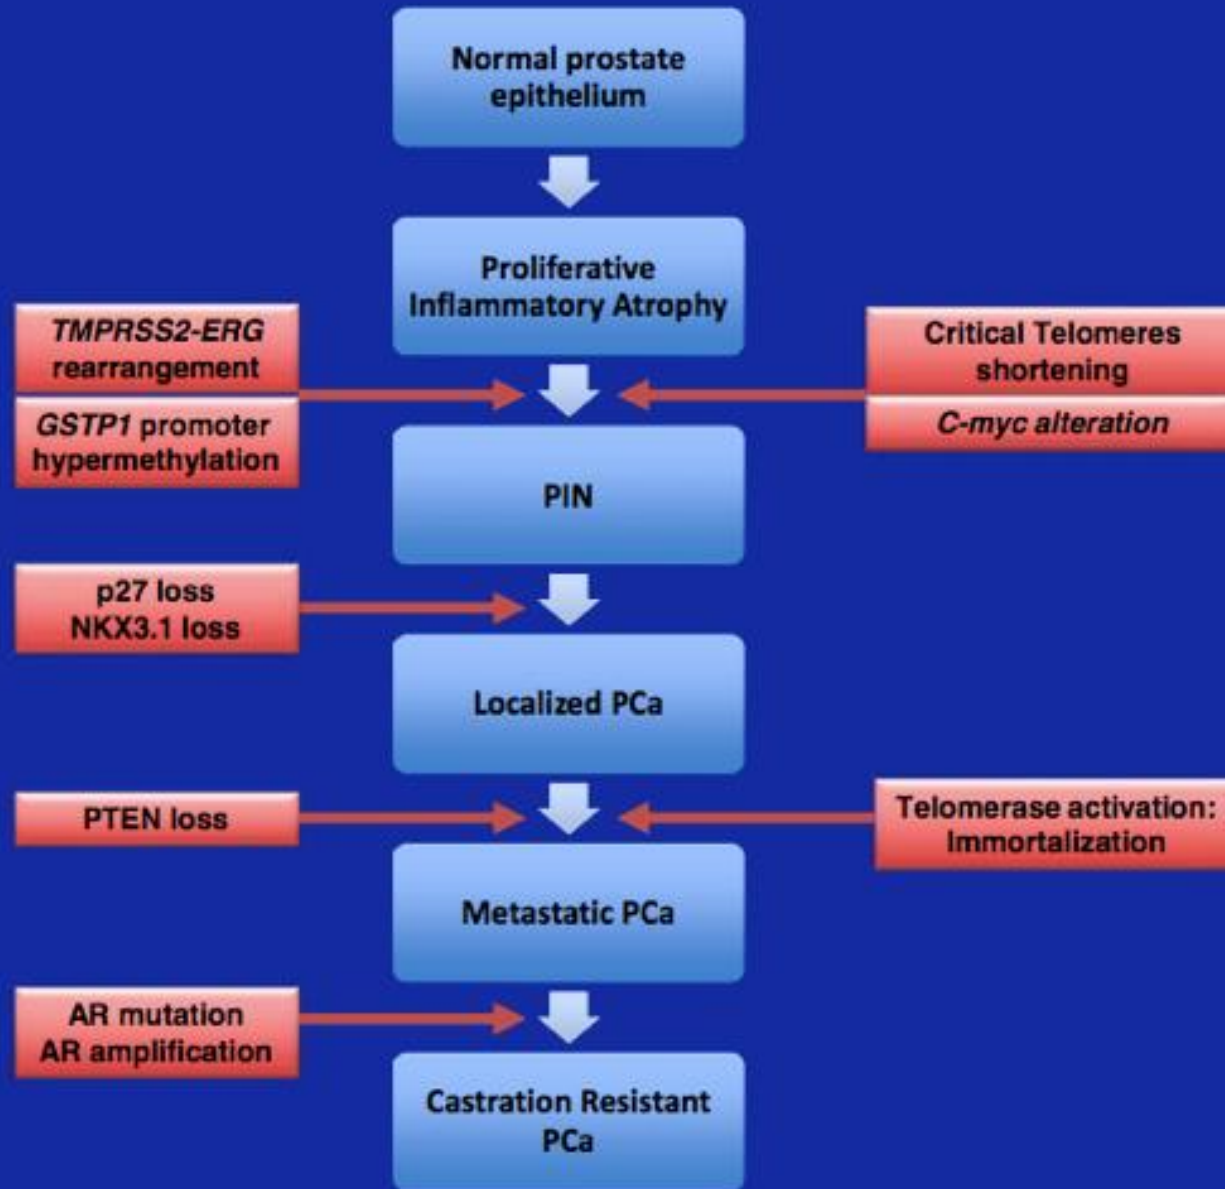 Normal prostate
epithelium
Proliferative
Inflammatory Atrophy
TMPRSS2-ERG
rearrangement
GSTP1 promoter
hypermethylation
Critical Telomeres
shortening
C-myc alteration
PIN
p27 loss
NKX3.1 loss
Localized PCa
PTEN loss
Telomerase activation:
Immortalization
Metastatic PCa
AR mutation
AR amplification
Castration Resistant
PCa